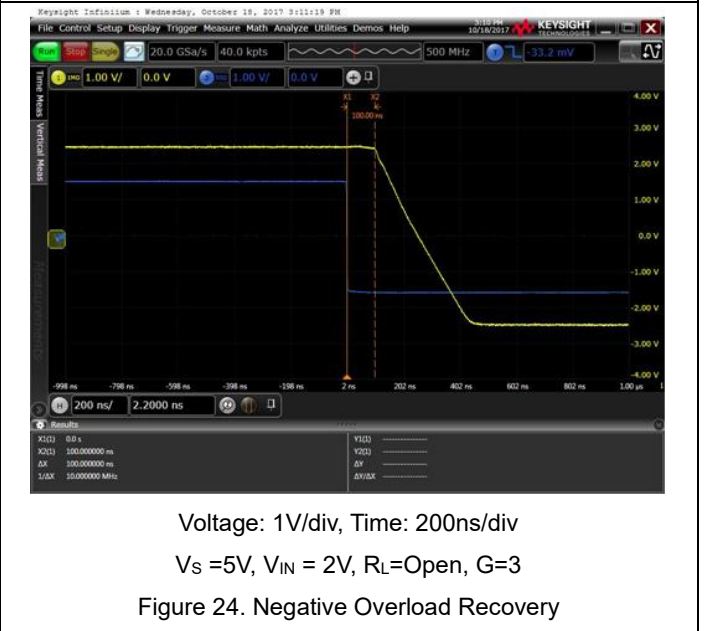 Keysight Infiniium : Wednesday, October 18, 2017 3:11:19 PM
File Control Setup Display Trigger Measure Math Analyze Utilities Demos Help 3:10 PM 10/18/2017 KEYSIGHT TECHNOLOGIES
Run Stop Single 20.0 GSa/s 40.0 kpts 500 MHz T -33.2 mV
1 1MΩ 1.00 V/ 0.0 V 1.00 V/ 0.0 V
Time Meas
Vertical Meas
Measurements
X1 X2
100.00 ns
4.00 V
3.00 V
2.00 V
1.00 V
0.0 V
-1.00 V
-2.00 V
-3.00 V
-4.00 V
-998 ns -798 ns -598 ns -398 ns -198 ns 2 ns 202 ns 402 ns 602 ns 802 ns 1.00 µs
H 200 ns/ 2.2000 ns
Results
X1(1) 0.0 s Y1(1)
X2(1) 100.000000 ns Y2(1)
ΔX 100.000000 ns ΔY
1/ΔX 10.000000 MHz ΔY/ΔX
Voltage: 1V/div, Time: 200ns/div
VS =5V, VIN = 2V, RL=Open, G=3
Figure 24. Negative Overload Recovery